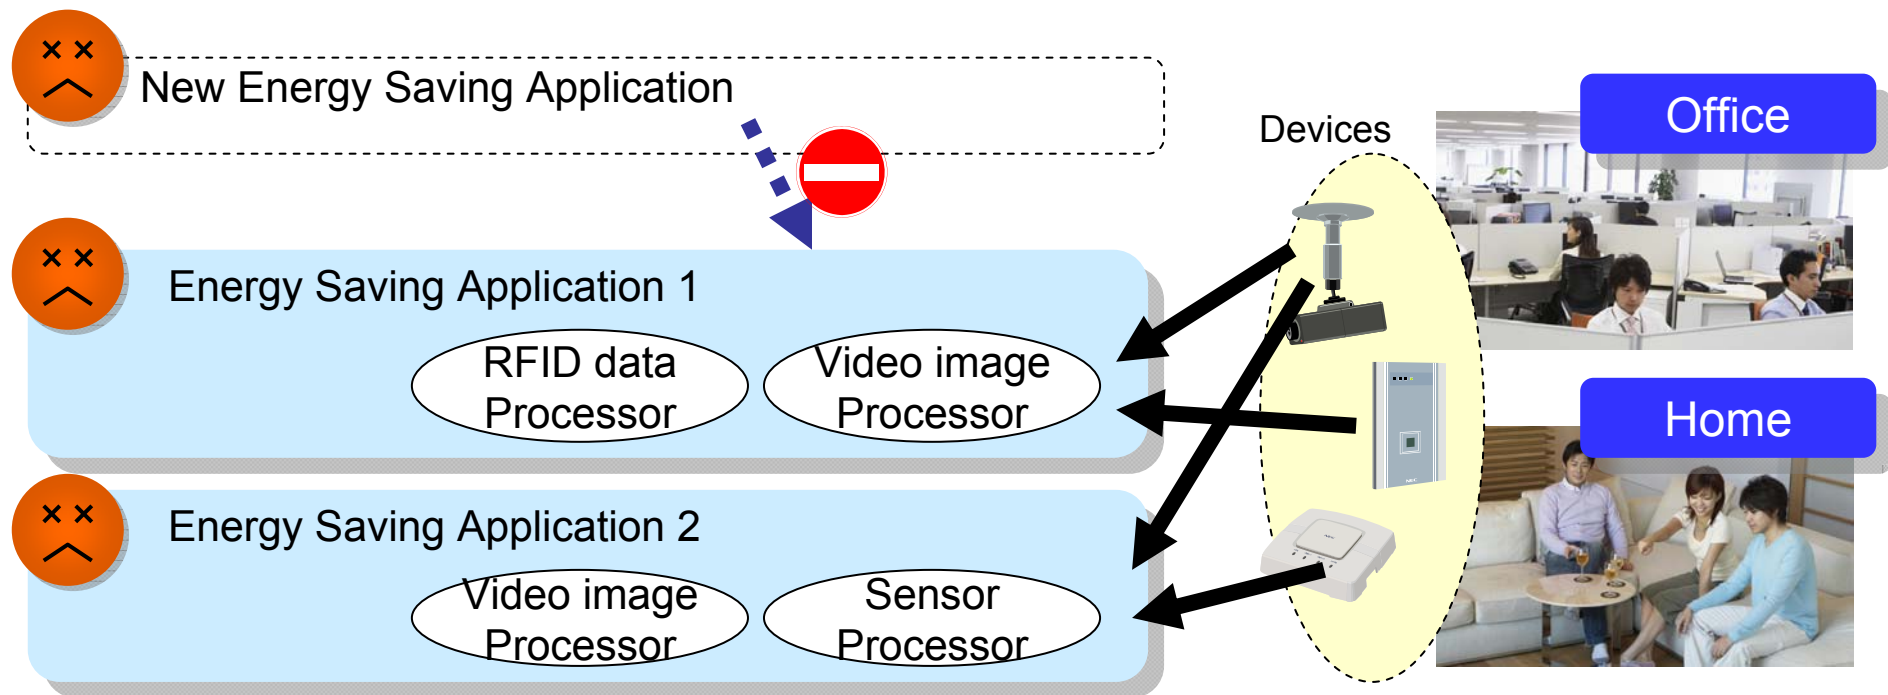 New Energy Saving Application
Devices
Office
Energy Saving Application 1
RFID data
Processor
Video image
Processor
Home
Energy Saving Application 2
Video image
Processor
Sensor
Processor